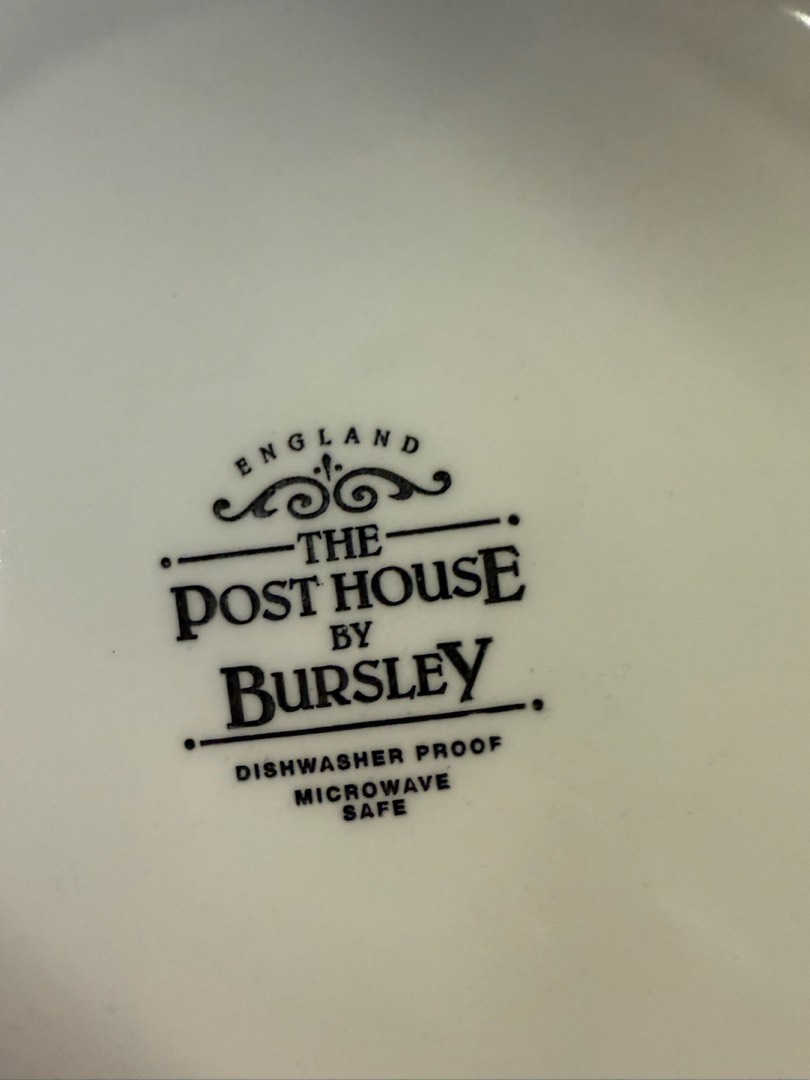 ENGLAND
THE
POST HOUSE
BY
BURSLEY
DISHWASHER PROOF
MICROWAVE
SAFE